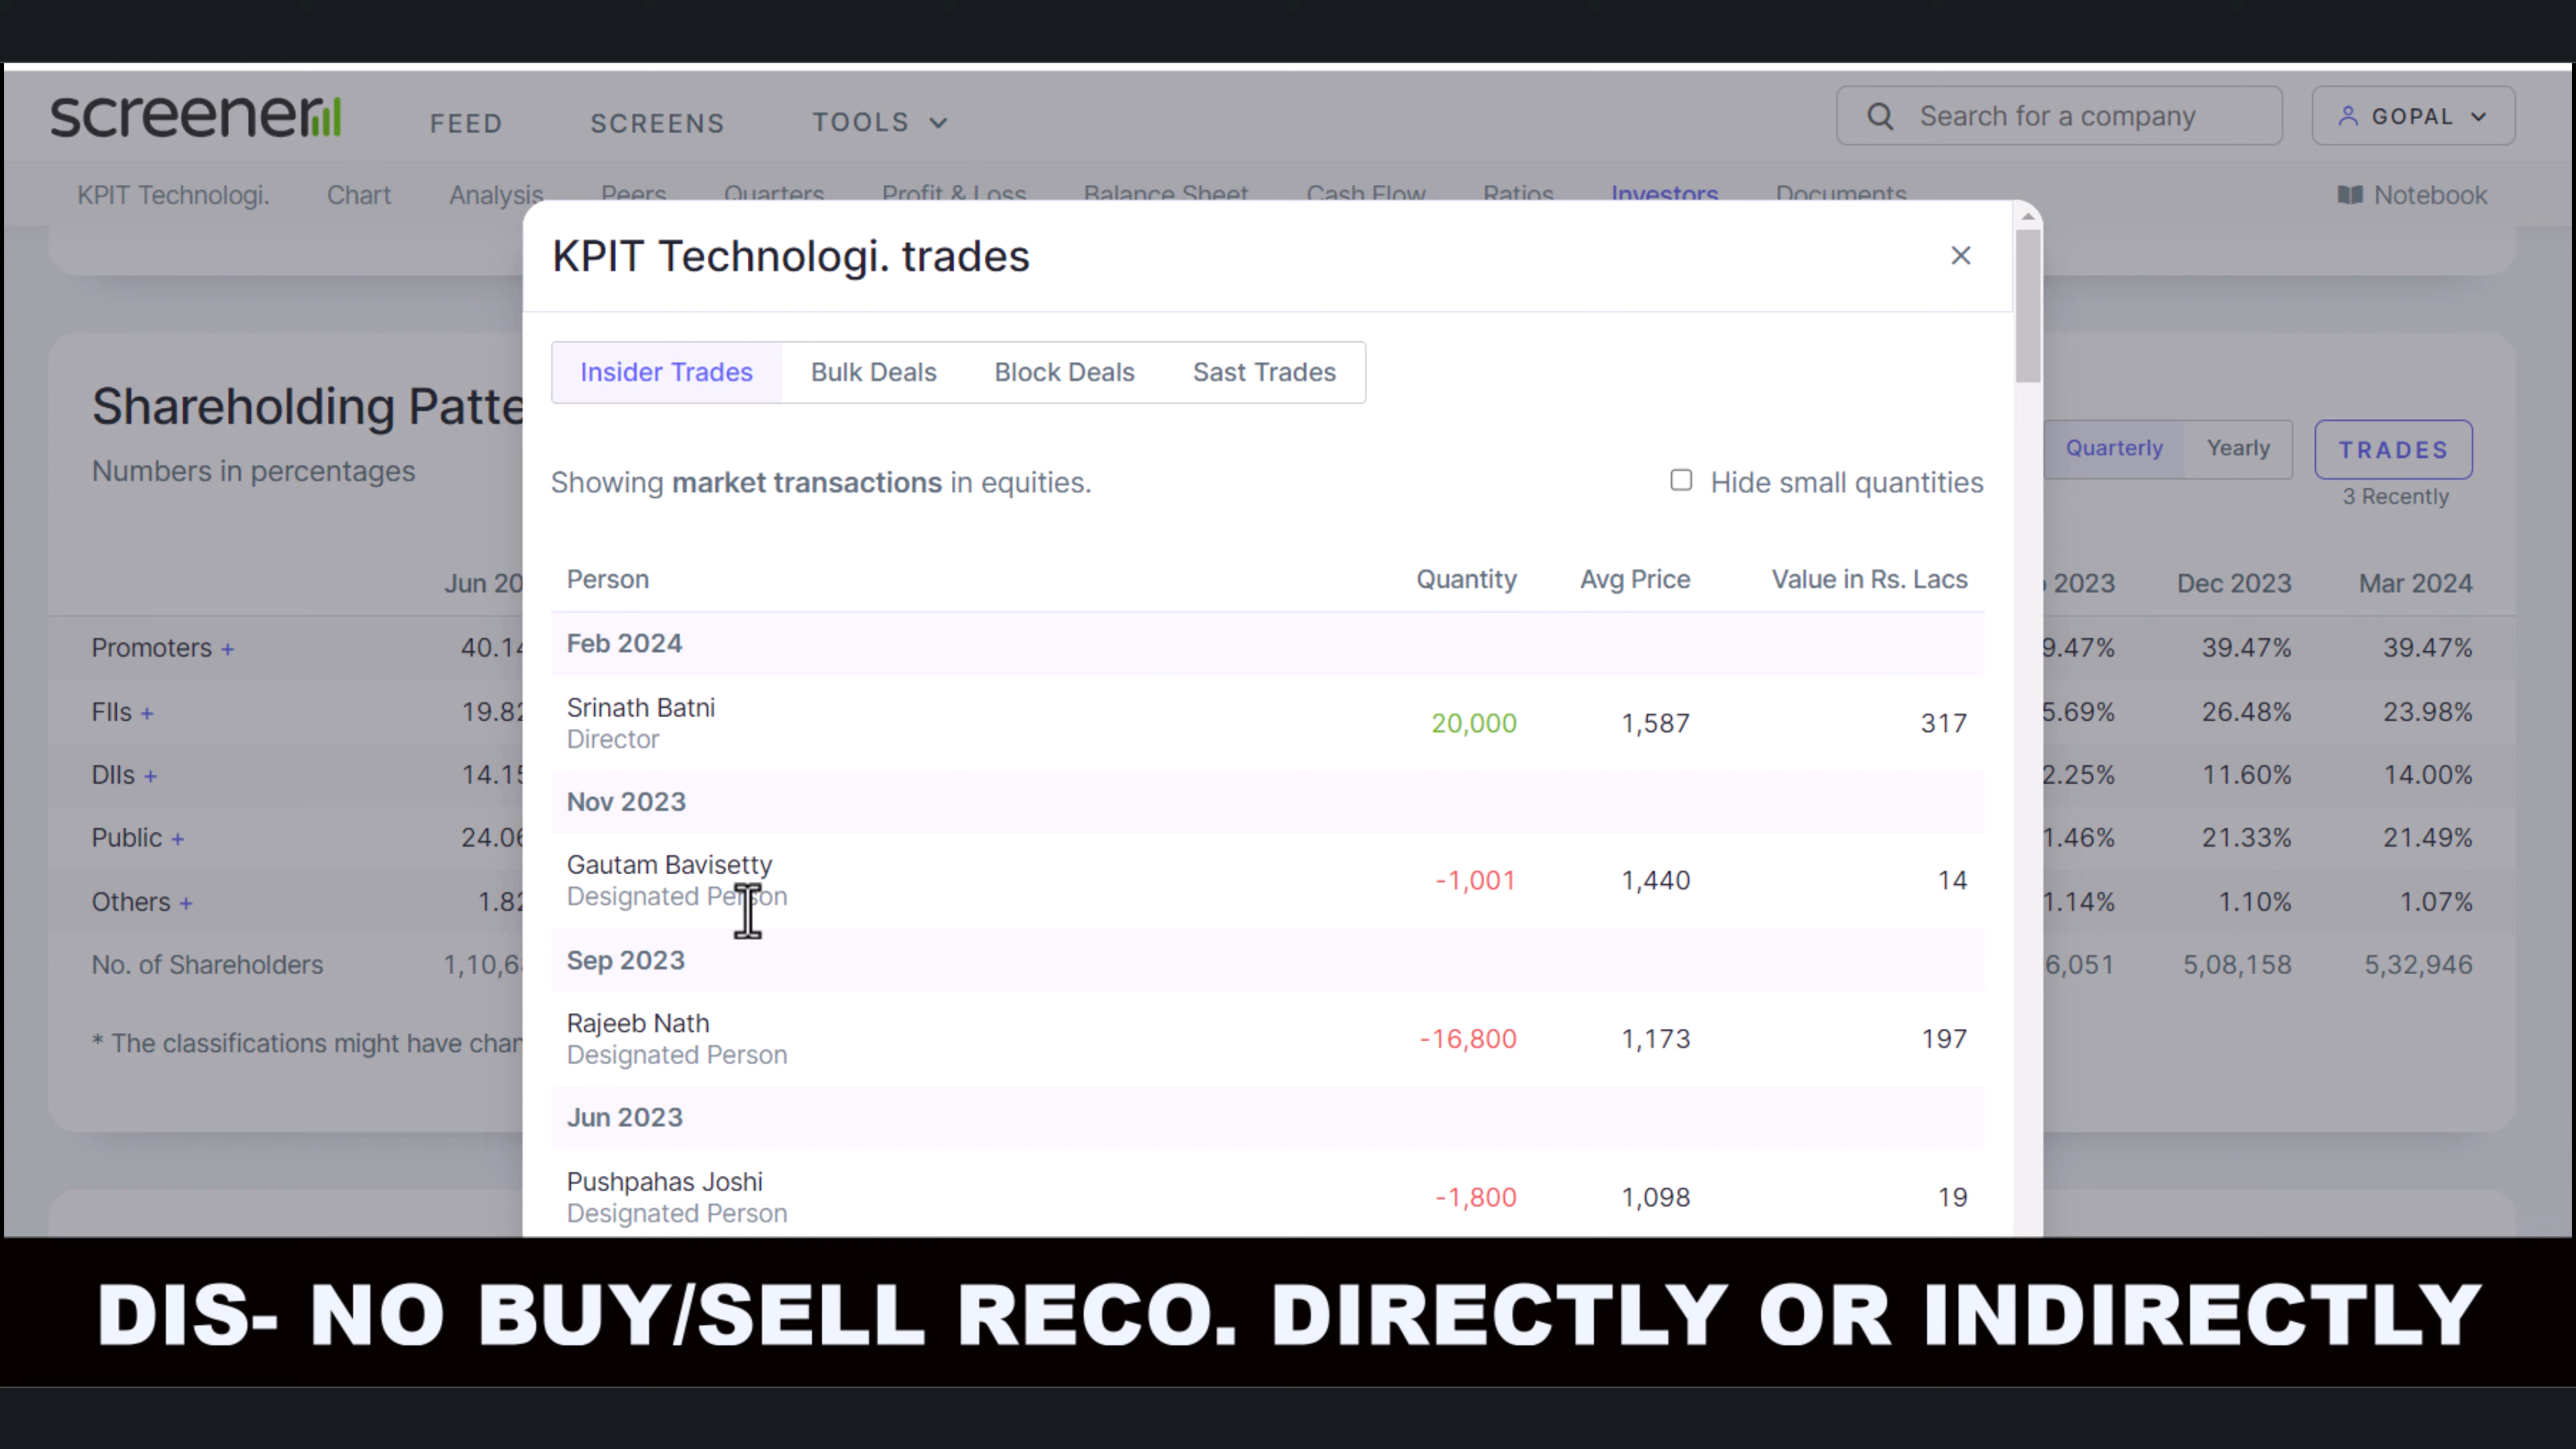 screener FEED SCREENS TOOLS Search for a company GOPAL
KPIT Technologi. Chart Analysis Peers Quarters Profit & Loss Balance Sheet Cash Flow Ratios Investors Documents Notebook
KPIT Technologi. trades
Insider Trades Bulk Deals Block Deals Sast Trades
Showing market transactions in equities. Hide small quantities
Person Quantity Avg Price Value in Rs. Lacs
Feb 2024
Srinath Batni
Director
20,000 1,587 317
Nov 2023
Gautam Bavisetty
Designated Person
-1,001 1,440 14
Sep 2023
Rajeeb Nath
Designated Person
-16,800 1,173 197
Jun 2023
Pushpahas Joshi
Designated Person
-1,800 1,098 19
Shareholding Patte
Numbers in percentages
Quarterly Yearly TRADES
3 Recently
Jun 20 2023 Dec 2023 Mar 2024
Promoters + 40.14 9.47% 39.47% 39.47%
FIIs + 19.82 5.69% 26.48% 23.98%
DIIs + 14.15 2.25% 11.60% 14.00%
Public + 24.06 1.46% 21.33% 21.49%
Others + 1.82 1.14% 1.10% 1.07%
No. of Shareholders 1,10,6 6,051 5,08,158 5,32,946
* The classifications might have char
DIS- NO BUY/SELL RECO. DIRECTLY OR INDIRECTLY